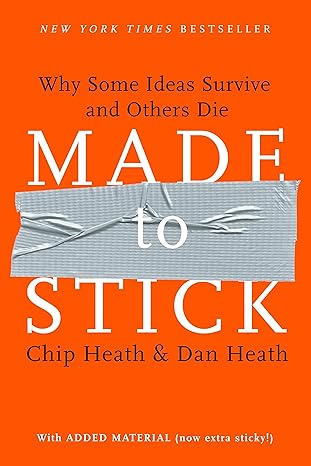 NEW YORK TIMES BESTSELLER
Why Some Ideas Survive
and Others Die
MADE
to
STICK
Chip Heath & Dan Heath
With ADDED MATERIAL (now extra sticky!)